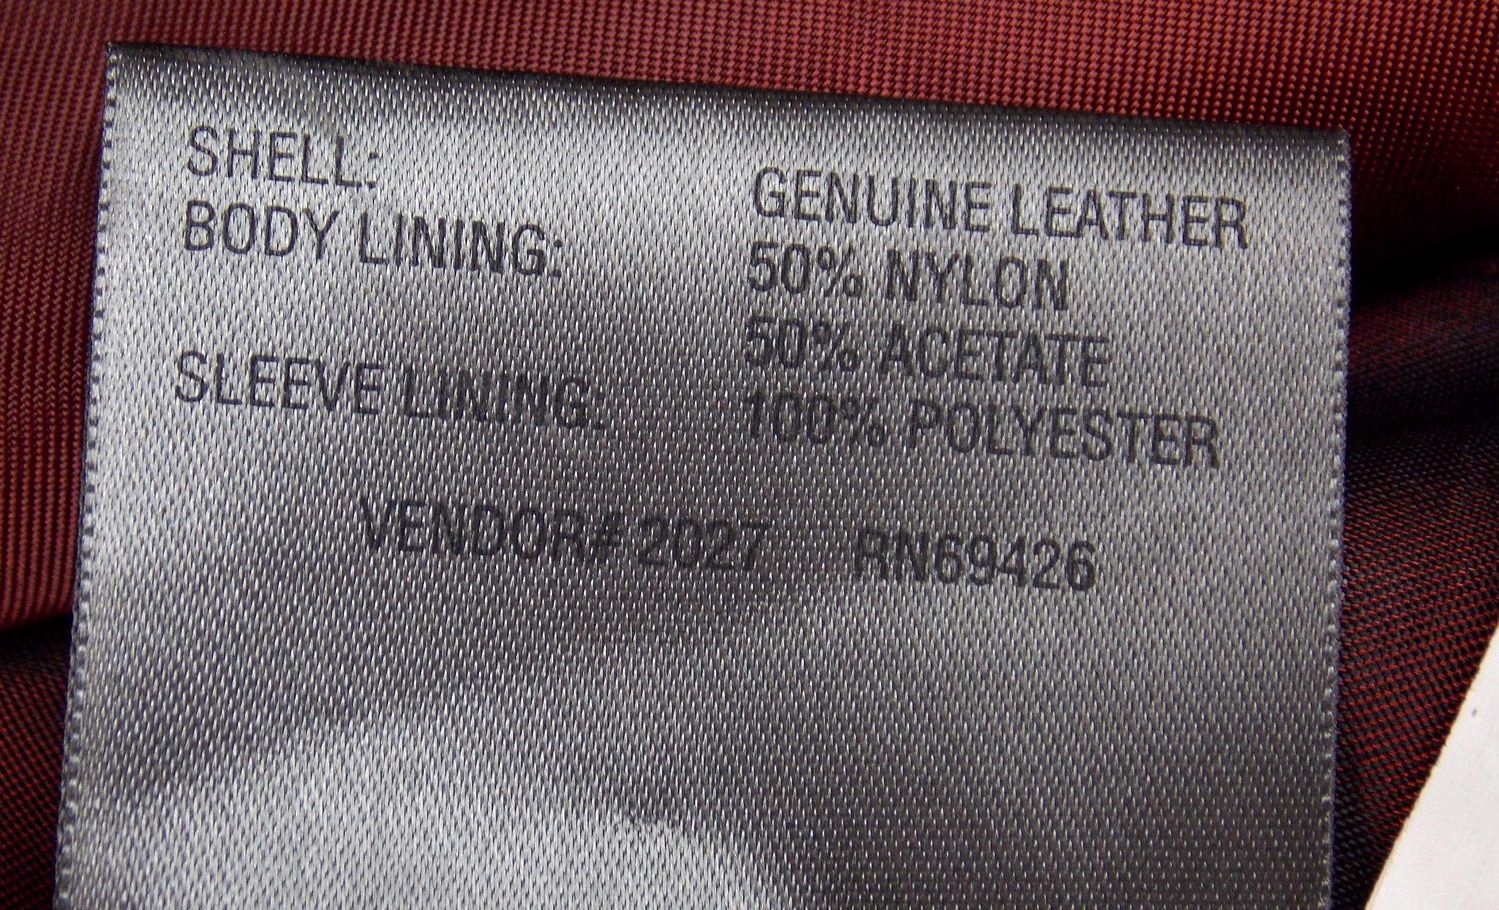 SHELL: GENUINE LEATHER
BODY LINING: 50% NYLON
50% ACETATE
SLEEVE LINING: 100% POLYESTER
VENDOR# 2027 RN69426